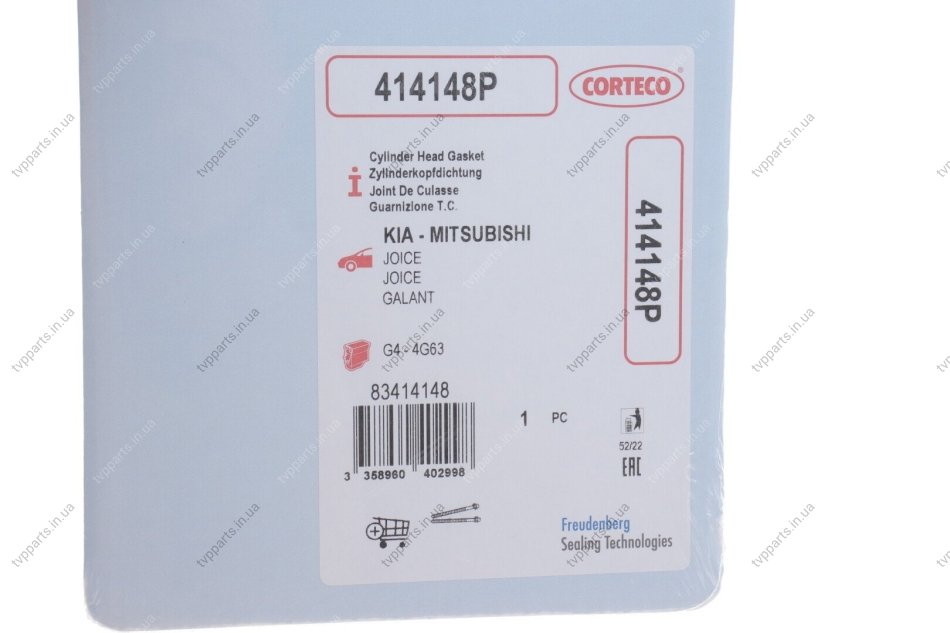 414148P
CORTECO
Cylinder Head Gasket
Zylinderkopfdichtung
Joint De Culasse
Guarnizione T.C.
KIA - MITSUBISHI
JOICE
JOICE
GALANT
G4 - 4G63
83414148
3 358960 402998
1 PC
414148P
52/22
EAC
Freudenberg
Sealing Technologies
tvpparts.in.ua